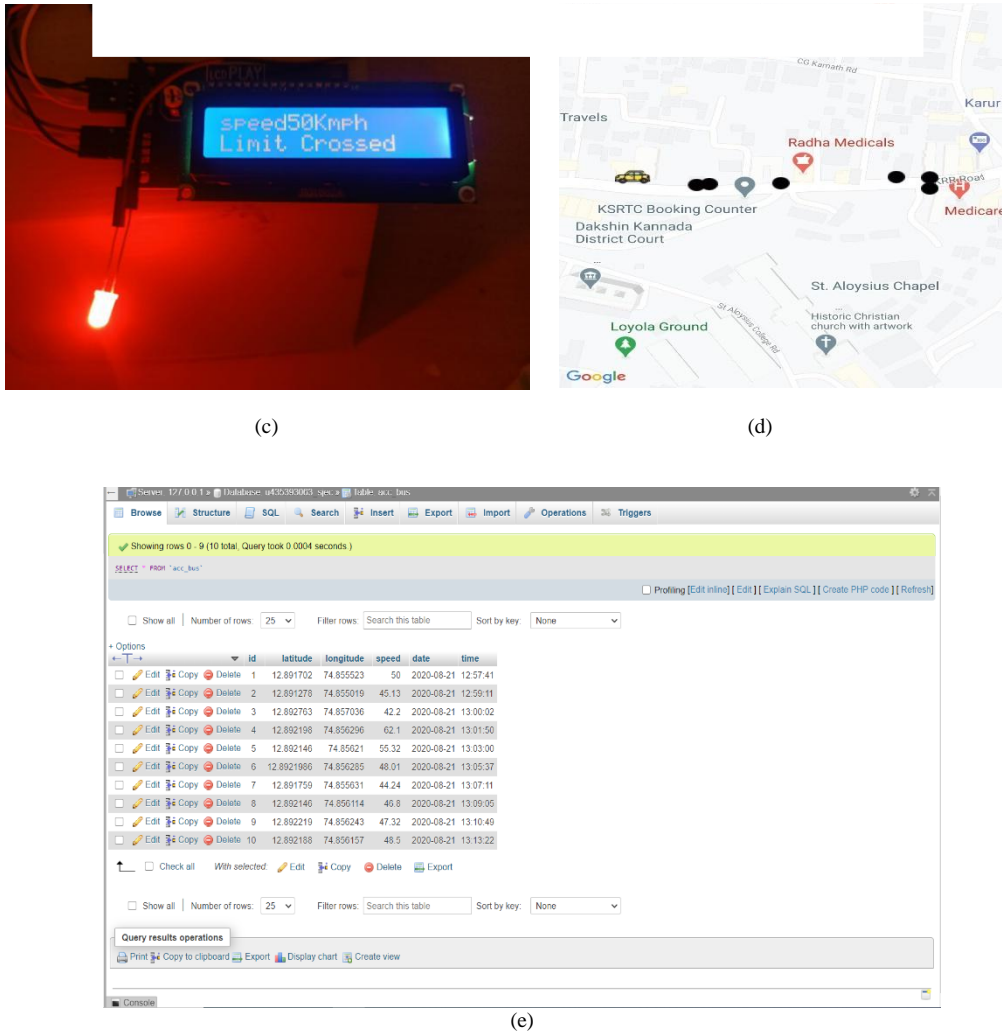 LCDPLAY
speed50Kmph
Limit Crossed
CG Kamath Rd
Karur
Travels
Radha Medicals
KRR Road
KSRTC Booking Counter
Medicare
Dakshin Kannada
District Court
...
St. Aloysius Chapel
...
St Aloysius College Rd
Historic Christian
church with artwork
Loyola Ground
Google
(c) (d)
Server: 127.0.0.1 » Database: u435393063_sjec » Table: acc_bus
Browse Structure SQL Search Insert Export Import Operations Triggers
Showing rows 0 - 9 (10 total, Query took 0.0004 seconds.)
SELECT * FROM `acc_bus`
Profiling [Edit inline] [ Edit ] [ Explain SQL ] [ Create PHP code ] [ Refresh]
Show all Number of rows: 25 Filter rows: Search this table Sort by key: None
+ Options
←T→ id latitude longitude speed date time
Edit Copy Delete 1 12.891702 74.855523 50 2020-08-21 12:57:41
Edit Copy Delete 2 12.891278 74.855019 45.13 2020-08-21 12:59:11
Edit Copy Delete 3 12.892763 74.857036 42.2 2020-08-21 13:00:02
Edit Copy Delete 4 12.892198 74.856296 62.1 2020-08-21 13:01:50
Edit Copy Delete 5 12.892146 74.85621 55.32 2020-08-21 13:03:00
Edit Copy Delete 6 12.8921986 74.856285 48.01 2020-08-21 13:05:37
Edit Copy Delete 7 12.891759 74.855631 44.24 2020-08-21 13:07:11
Edit Copy Delete 8 12.892146 74.856114 46.8 2020-08-21 13:09:05
Edit Copy Delete 9 12.892219 74.856243 47.32 2020-08-21 13:10:49
Edit Copy Delete 10 12.892188 74.856157 48.5 2020-08-21 13:13:22
Check all With selected: Edit Copy Delete Export
Show all Number of rows: 25 Filter rows: Search this table Sort by key: None
Query results operations
Print Copy to clipboard Export Display chart Create view
Console
(e)